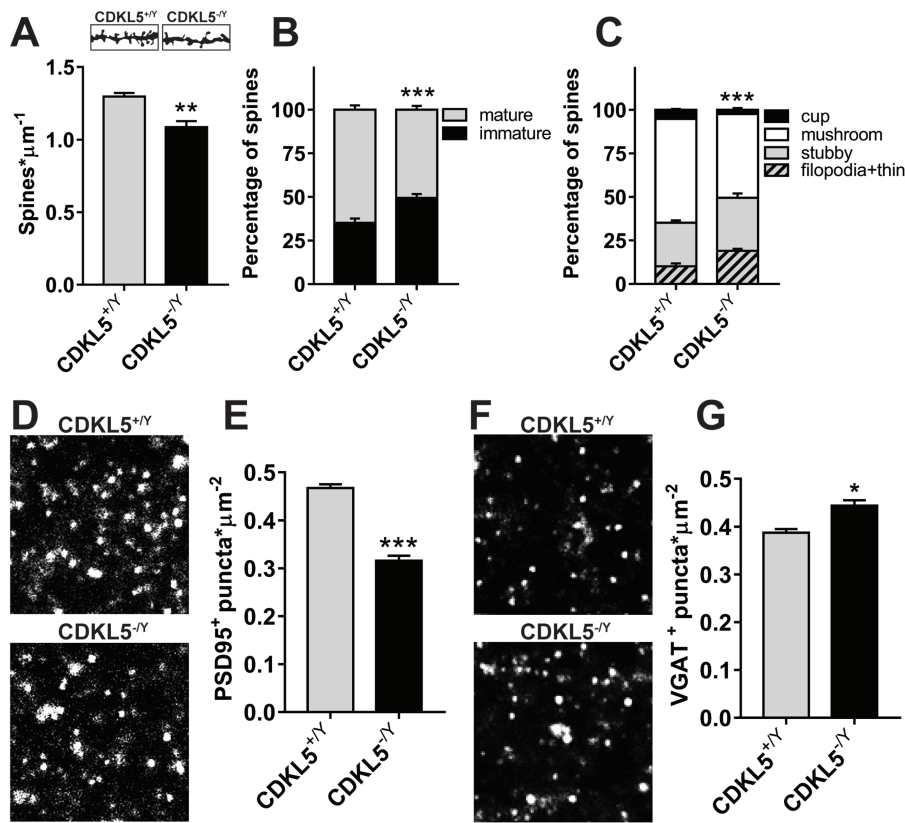 A
CDKL5+/Y CDKL5-/Y
Spines*μm-1
1.5
1.0
0.5
0.0
**
CDKL5+/Y
CDKL5-/Y
B
Percentage of spines
100
75
50
25
0
***
mature
immature
CDKL5+/Y
CDKL5-/Y
C
Percentage of spines
100
75
50
25
0
***
cup
mushroom
stubby
filopodia+thin
CDKL5+/Y
CDKL5-/Y
D
CDKL5+/Y
CDKL5-/Y
E
PSD95+ puncta*μm-2
0.5
0.4
0.3
0.2
0.1
0.0
***
CDKL5+/Y
CDKL5-/Y
F
CDKL5+/Y
CDKL5-/Y
G
VGAT + puncta*μm-2
0.5
0.4
0.3
0.2
0.1
0.0
*
CDKL5+/Y
CDKL5-/Y